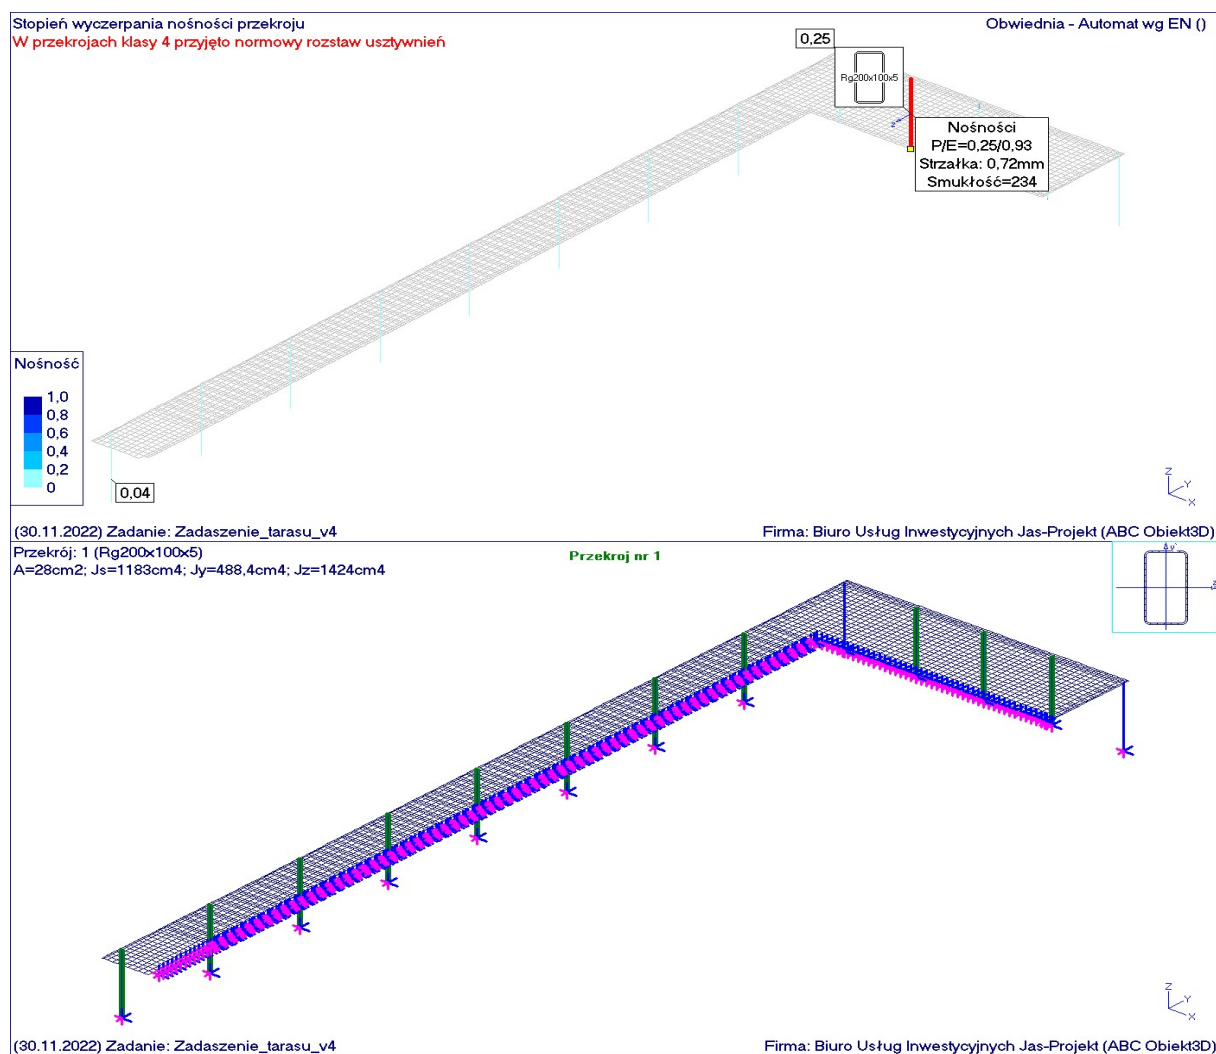 Stopień wyczerpania nośności przekroju
Obwiednia - Automat wg EN ()
W przekrojach klasy 4 przyjęto normowy rozstaw usztywnień
0,25
Rg200x100x5
z
Nośności
P/E=0,25/0,93
Strzałka: 0,72mm
Smukłość=234
Nośność
1,0
0,8
0,6
0,4
0,2
0
0,04
Z
Y
X
(30.11.2022) Zadanie: Zadaszenie_tarasu_v4
Firma: Biuro Usług Inwestycyjnych Jas-Projekt (ABC Obiekt3D)
Przekrój: 1 (Rg200x100x5)
Przekroj nr 1
A=28cm2; Js=1183cm4; Jy=488,4cm4; Jz=1424cm4
Z
Y
X
(30.11.2022) Zadanie: Zadaszenie_tarasu_v4
Firma: Biuro Usług Inwestycyjnych Jas-Projekt (ABC Obiekt3D)